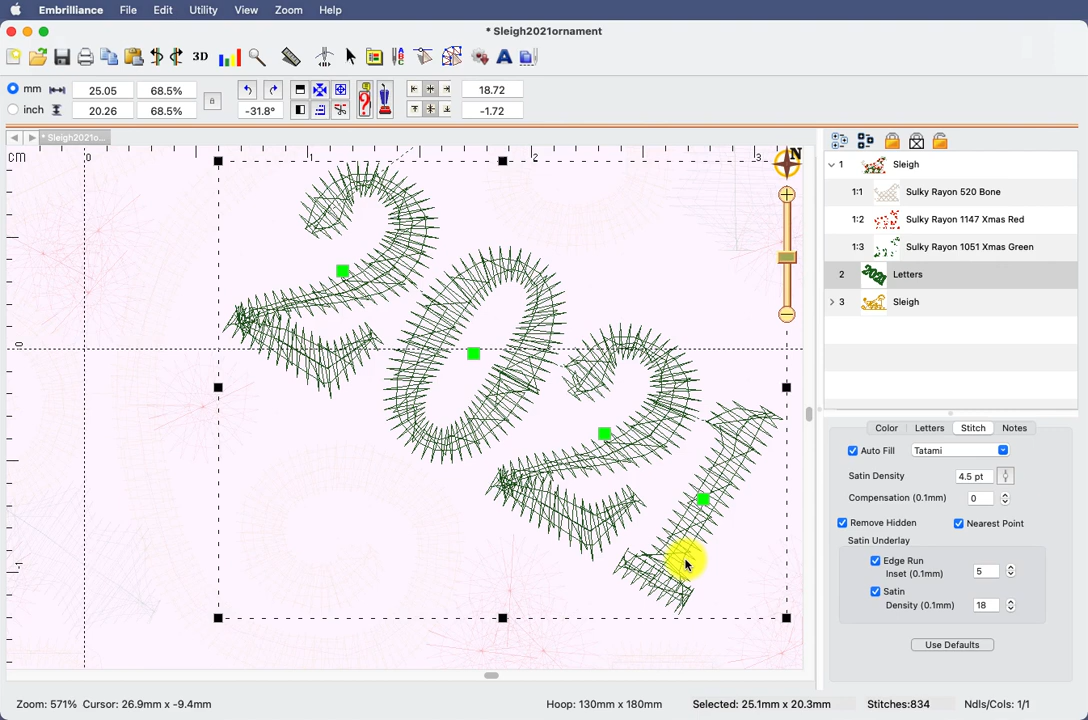 Embrilliance File Edit Utility View Zoom Help
* Sleigh2021ornament
3D A
mm 25.05 68.5% 18.72
inch 20.26 68.5% -31.8° ? -1.72
* Sleigh2021o...
cm 0 1 2 3 N
0
-1
2021
1 Sleigh
1:1 Sulky Rayon 520 Bone
1:2 Sulky Rayon 1147 Xmas Red
1:3 Sulky Rayon 1051 Xmas Green
2 2021 Letters
3 Sleigh
Color Letters Stitch Notes
Auto Fill Tatami
Satin Density 4.5 pt
Compensation (0.1mm) 0
Remove Hidden Nearest Point
Satin Underlay
Edge Run
Inset (0.1mm) 5
Satin
Density (0.1mm) 18
Use Defaults
Zoom: 571% Cursor: 26.9mm x -9.4mm Hoop: 130mm x 180mm Selected: 25.1mm x 20.3mm Stitches:834 Ndls/Cols: 1/1